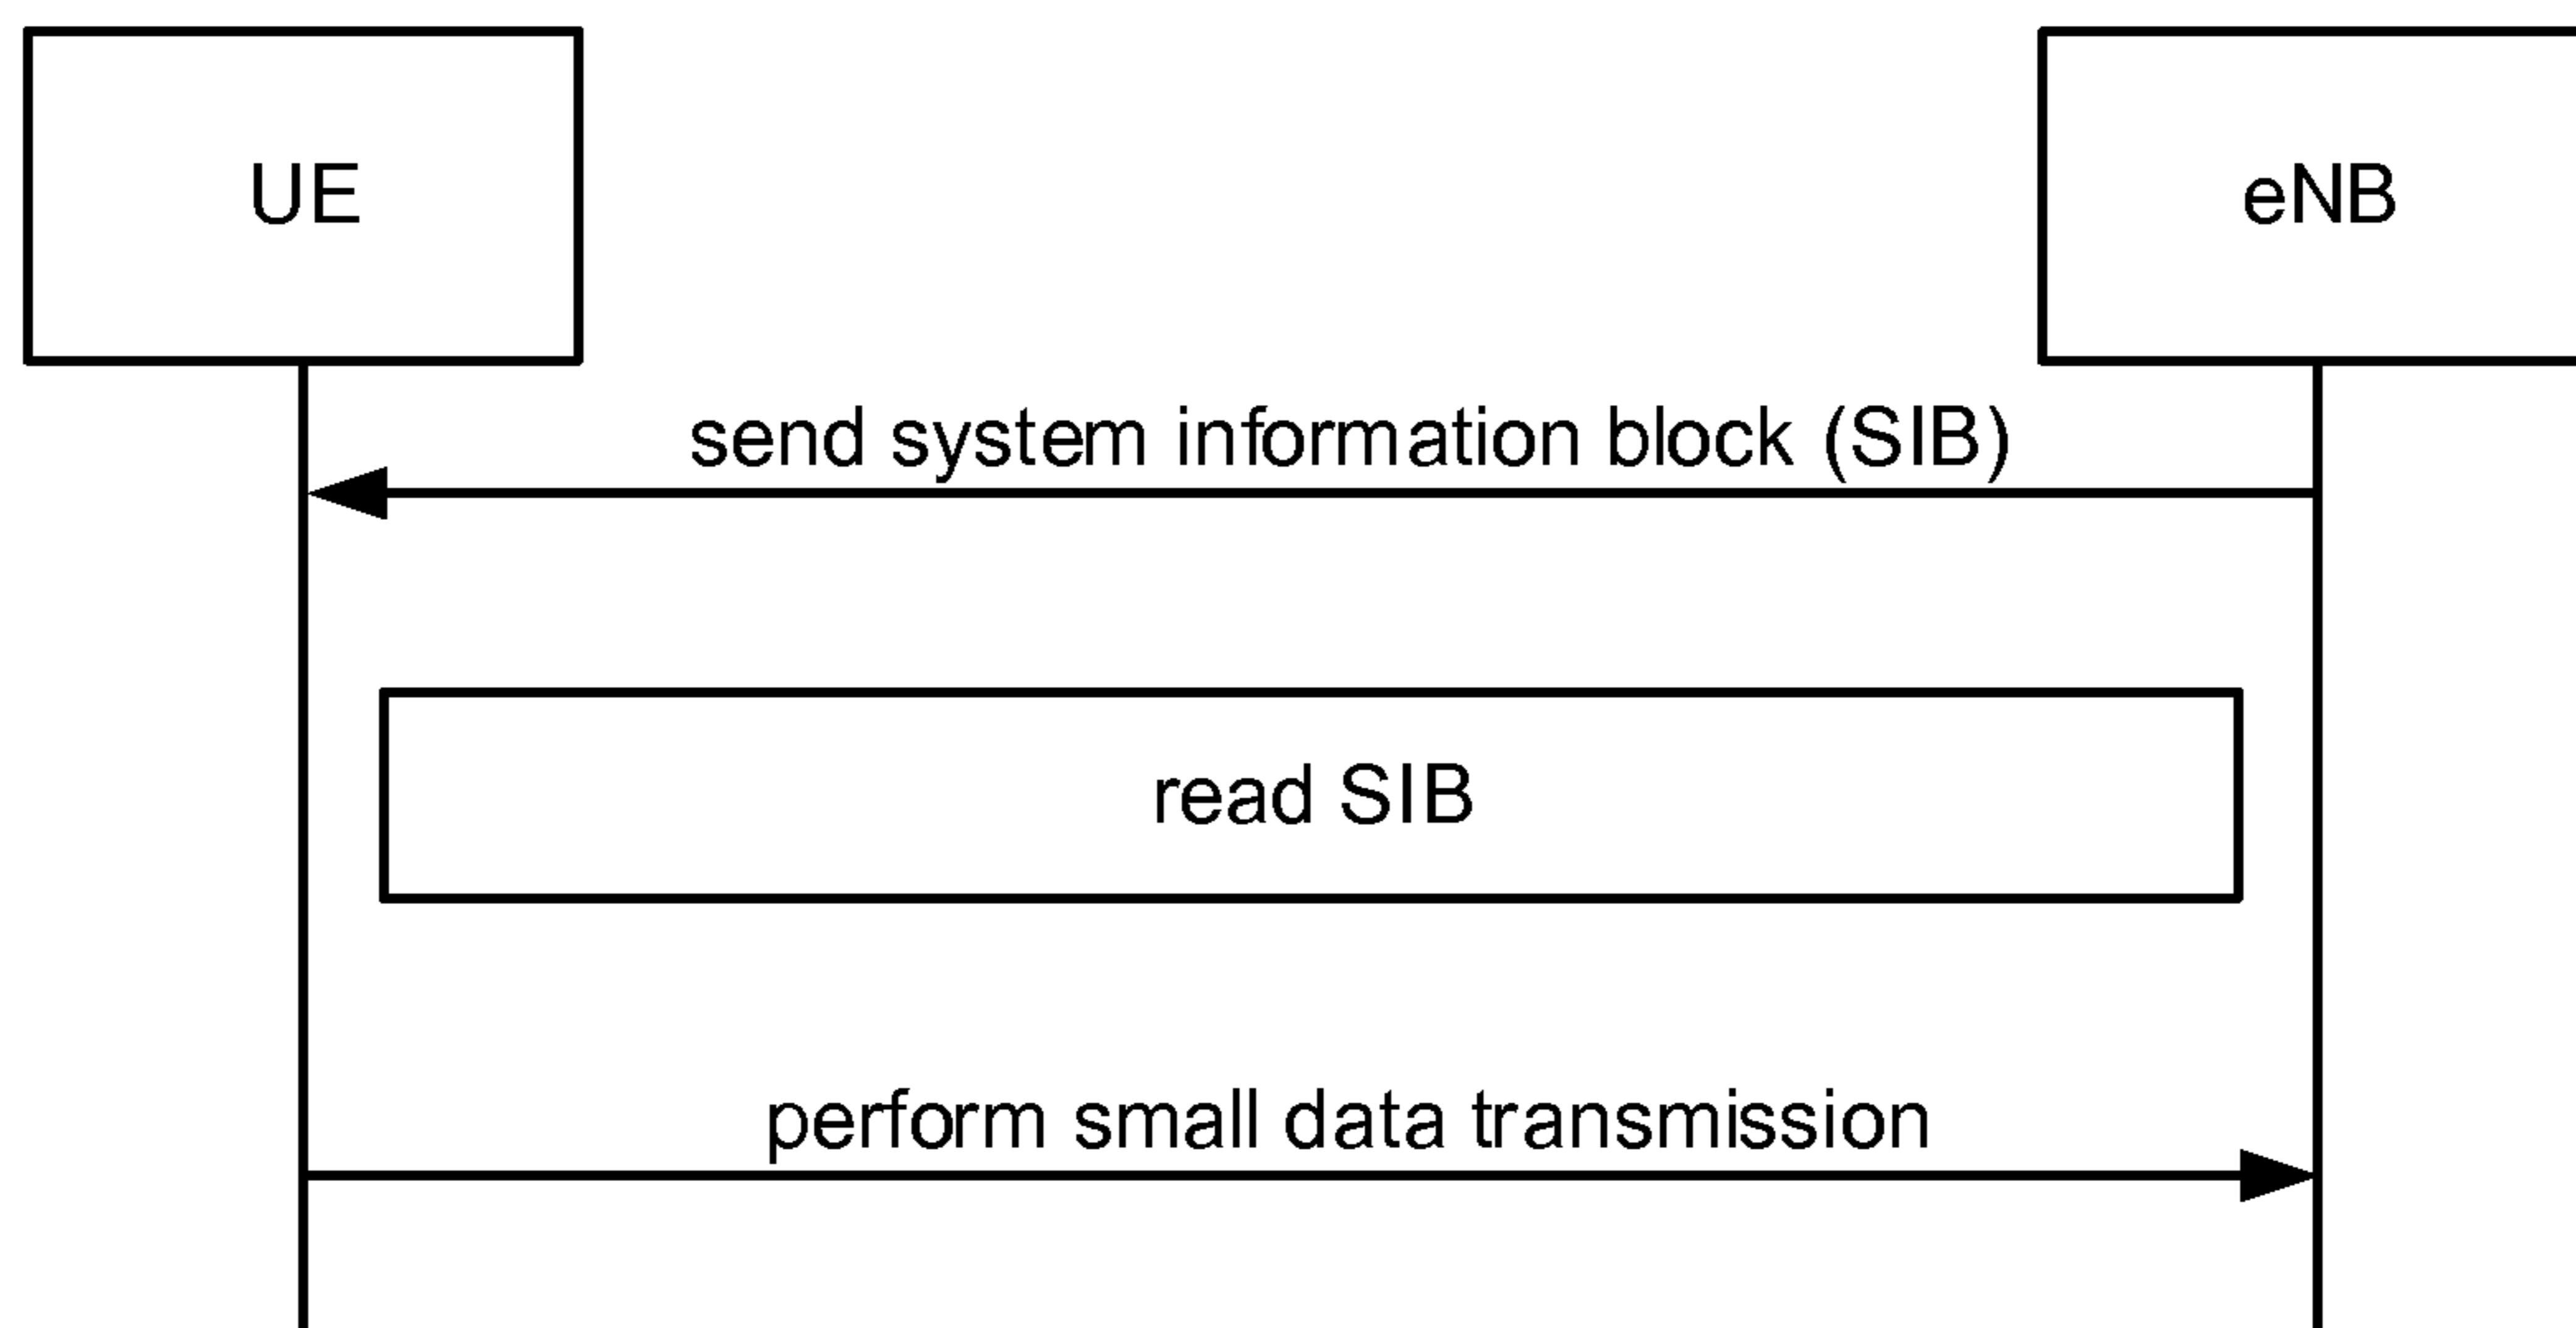 UE
eNB
send system information block (SIB)
read SIB
perform small data transmission